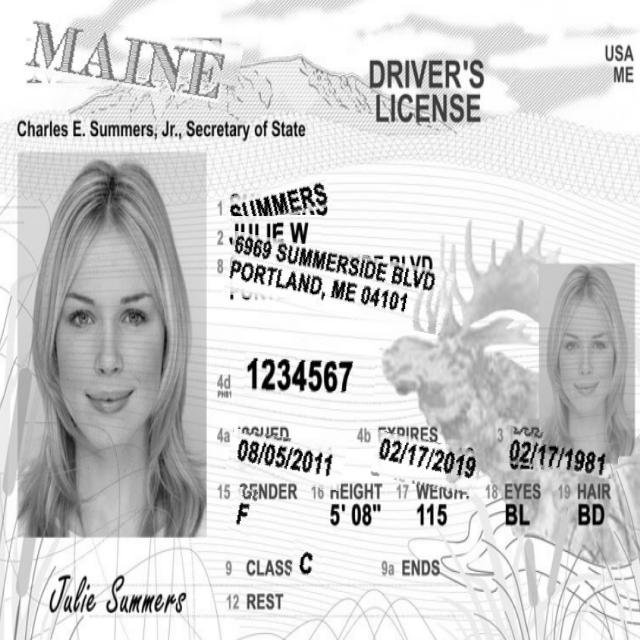 MAINE
DRIVER'S LICENSE
USA
ME
Charles E. Summers, Jr., Secretary of State
1 SUMMERS
2 JULIE W
8 6969 SUMMERSIDE BLVD
PORTLAND, ME 04101
4d 1234567
4a ISSUED 4b EXPIRES 3 DOB
08/05/2011 02/17/2019 02/17/1981
15 GENDER 16 HEIGHT 17 WEIGHT 18 EYES 19 HAIR
F 5' 08" 115 BL BD
9 CLASS C 9a ENDS
12 REST
Julie Summers